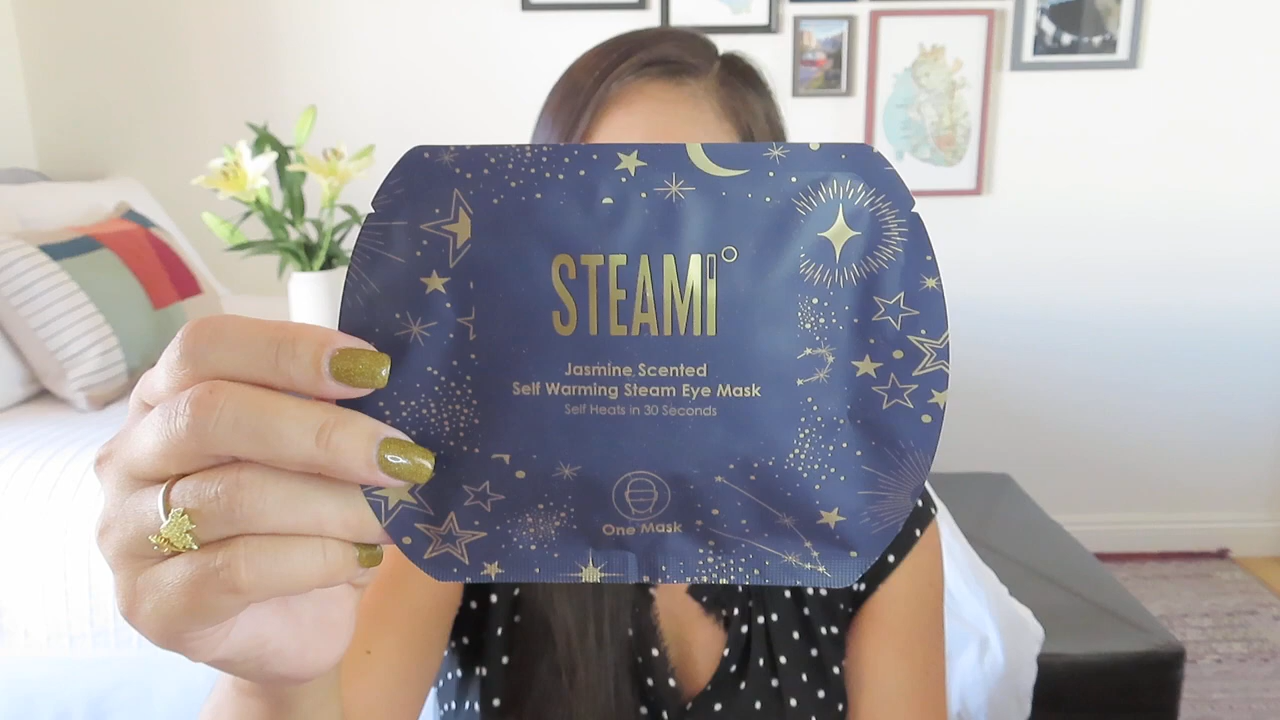 STEAMi°
Jasmine Scented
Self Warming Steam Eye Mask
Self Heats in 30 Seconds
One Mask